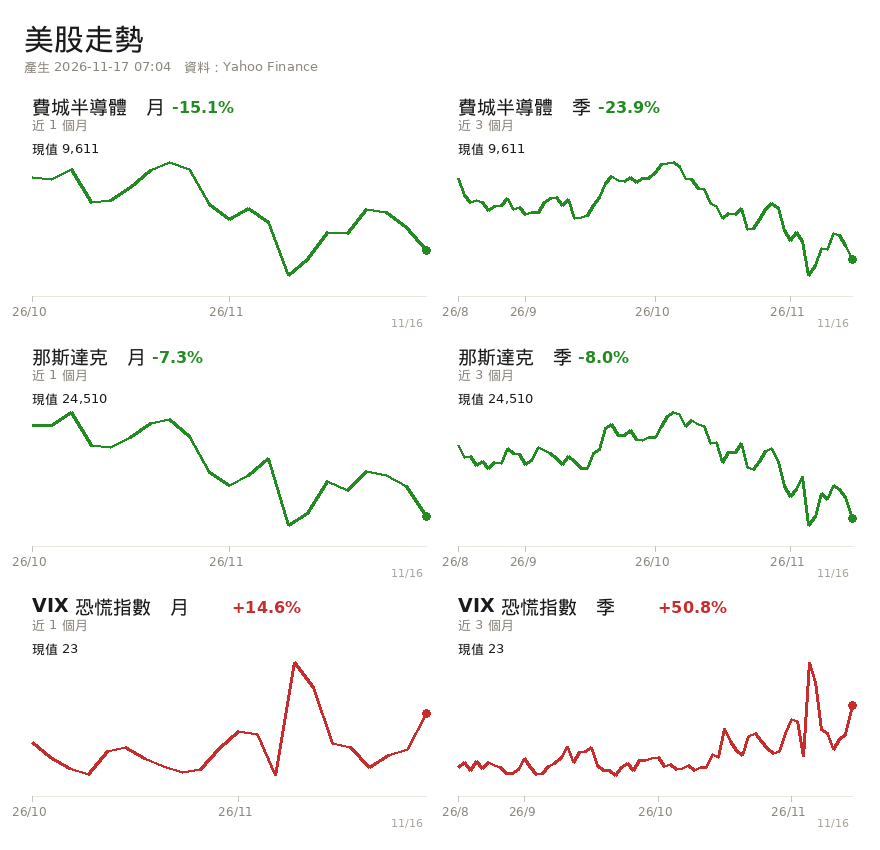 美股走勢
產生 2026-11-17 07:04　資料：Yahoo Finance
費城半導體　月 -15.1%
近 1 個月
現值 9,611
26/10 26/11
11/16
費城半導體　季 -23.9%
近 3 個月
現值 9,611
26/8 26/9 26/10 26/11
11/16
那斯達克　月 -7.3%
近 1 個月
現值 24,510
26/10 26/11
11/16
那斯達克　季 -8.0%
近 3 個月
現值 24,510
26/8 26/9 26/10 26/11
11/16
VIX 恐慌指數　月 +14.6%
近 1 個月
現值 23
26/10 26/11
11/16
VIX 恐慌指數　季 +50.8%
近 3 個月
現值 23
26/8 26/9 26/10 26/11
11/16